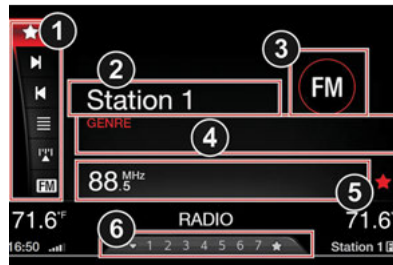 1
2
3
Station 1
FM
GENRE
4
FM
88.5 MHz
5
71.6°F
RADIO
71.6°
6
16:50
1 2 3 4 5 6 7
Station 1